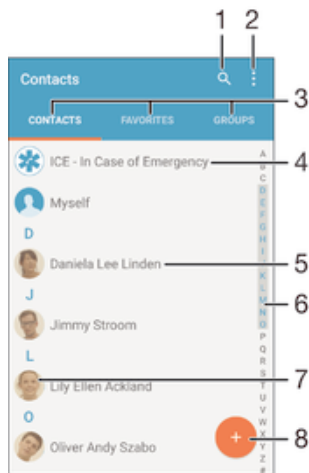 1 2
Contacts
3
CONTACTS FAVORITES GROUPS
ICE - In Case of Emergency 4
Myself
D
Daniela Lee Linden 5
J
Jimmy Stroom
6
L
7
Lily Ellen Ackland
O
Oliver Andy Szabo
+ 8
A
B
C
D
E
F
G
H
I
K
L
M
N
O
P
Q
R
S
T
U
V
W
X
Y
Z
#